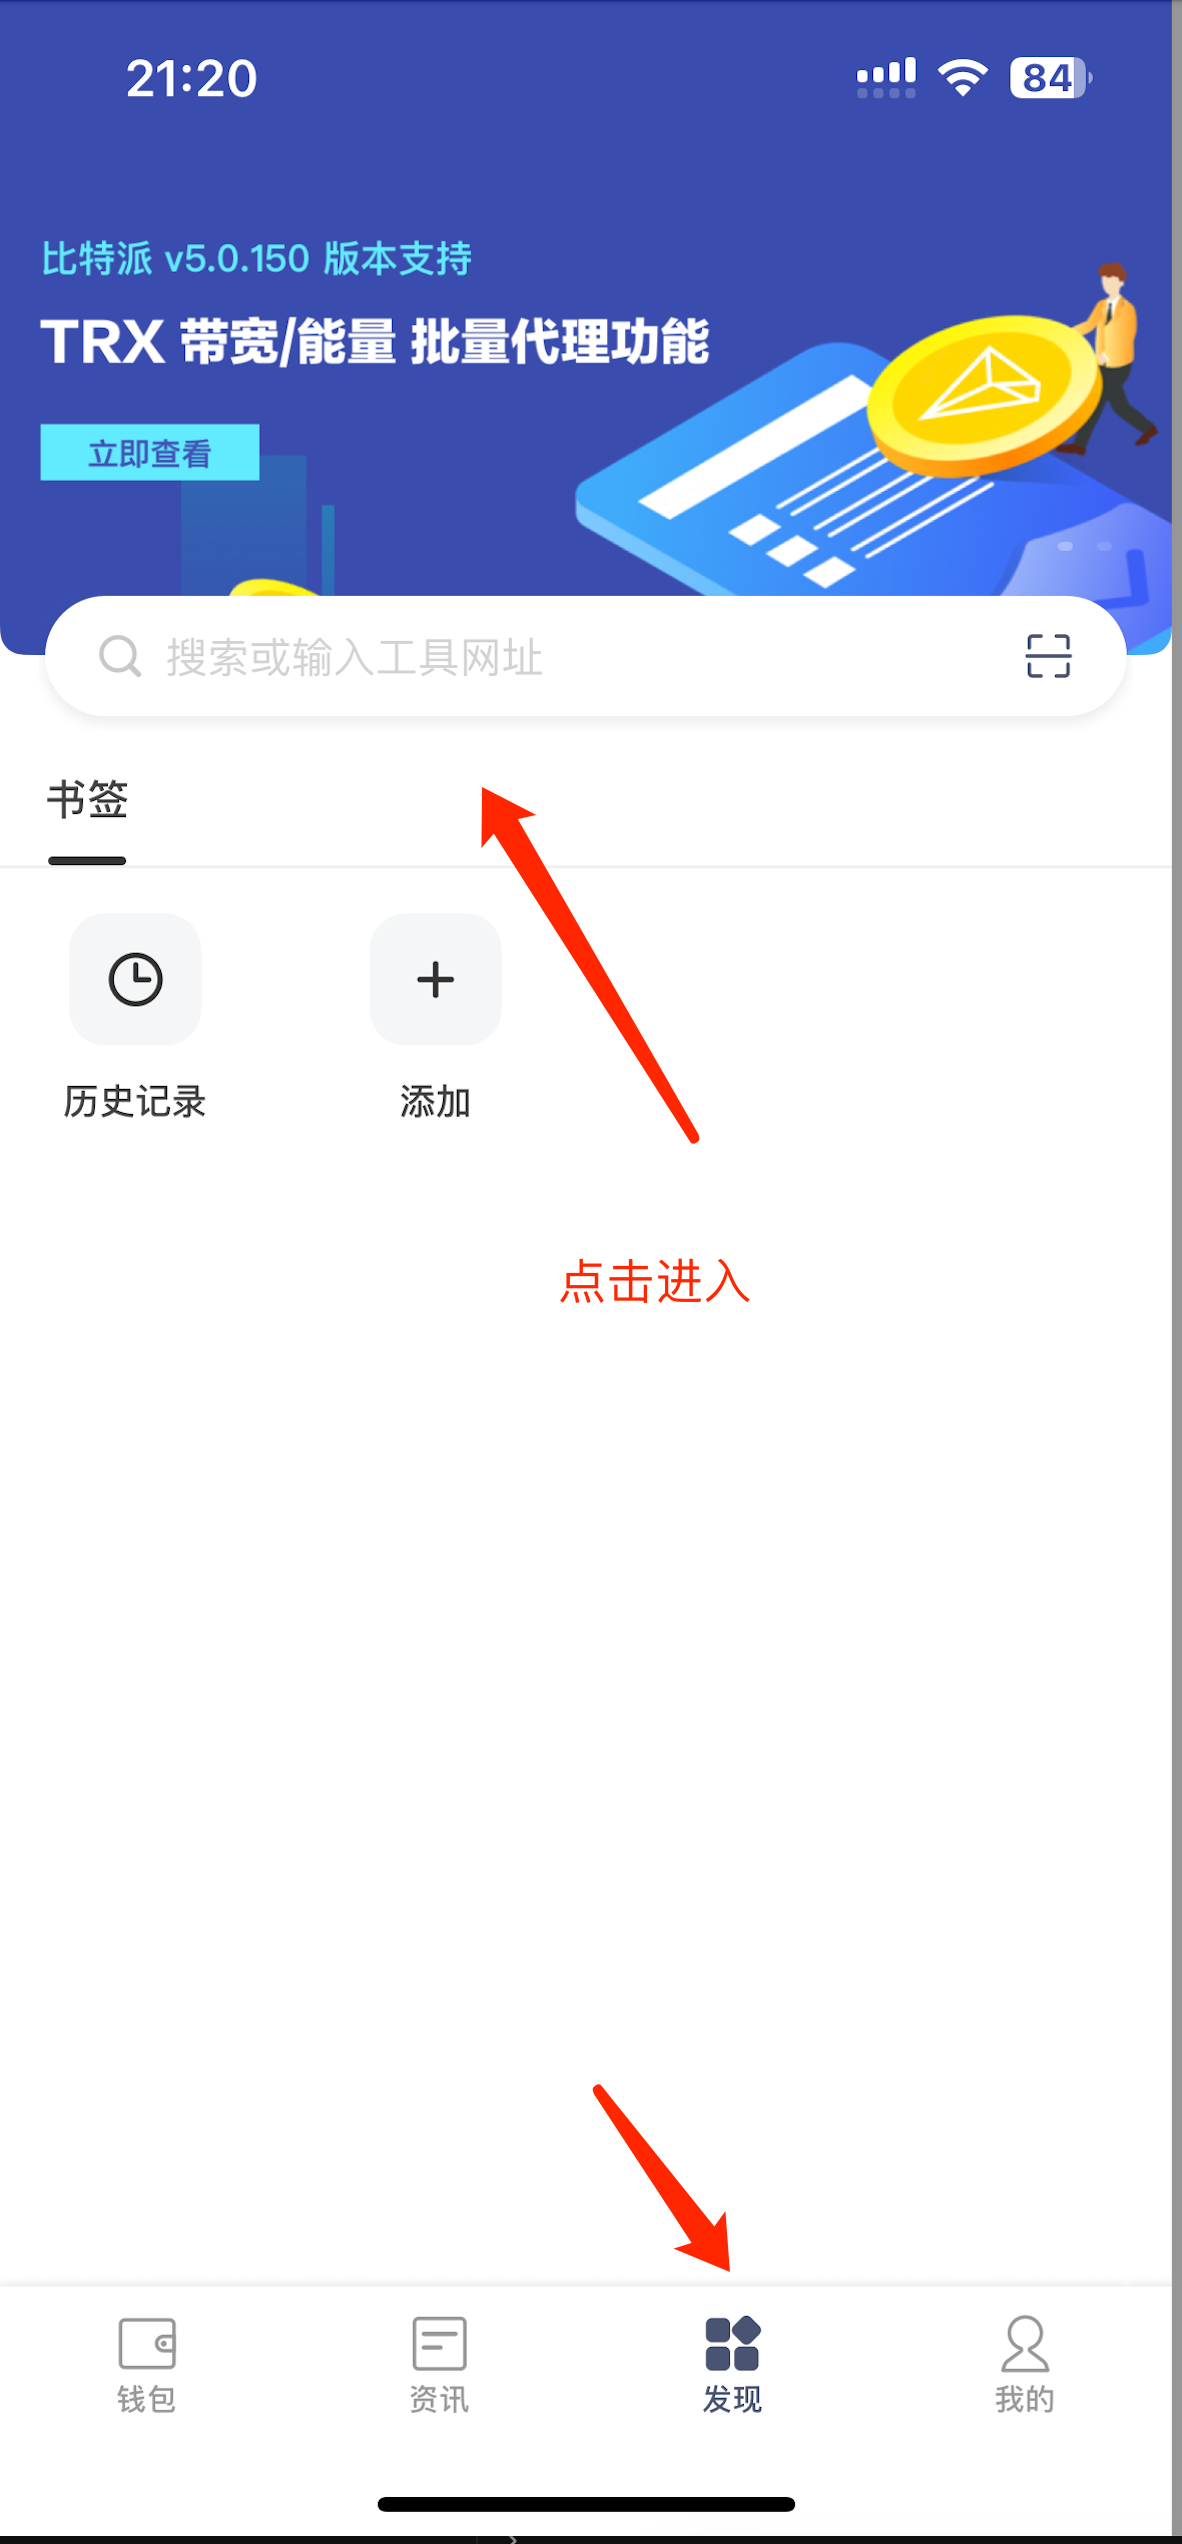 21:20
84
比特派 v5.0.150 版本支持
TRX 带宽/能量 批量代理功能
立即查看
搜索或输入工具网址
书签
历史记录
添加
点击进入
钱包
资讯
发现
我的